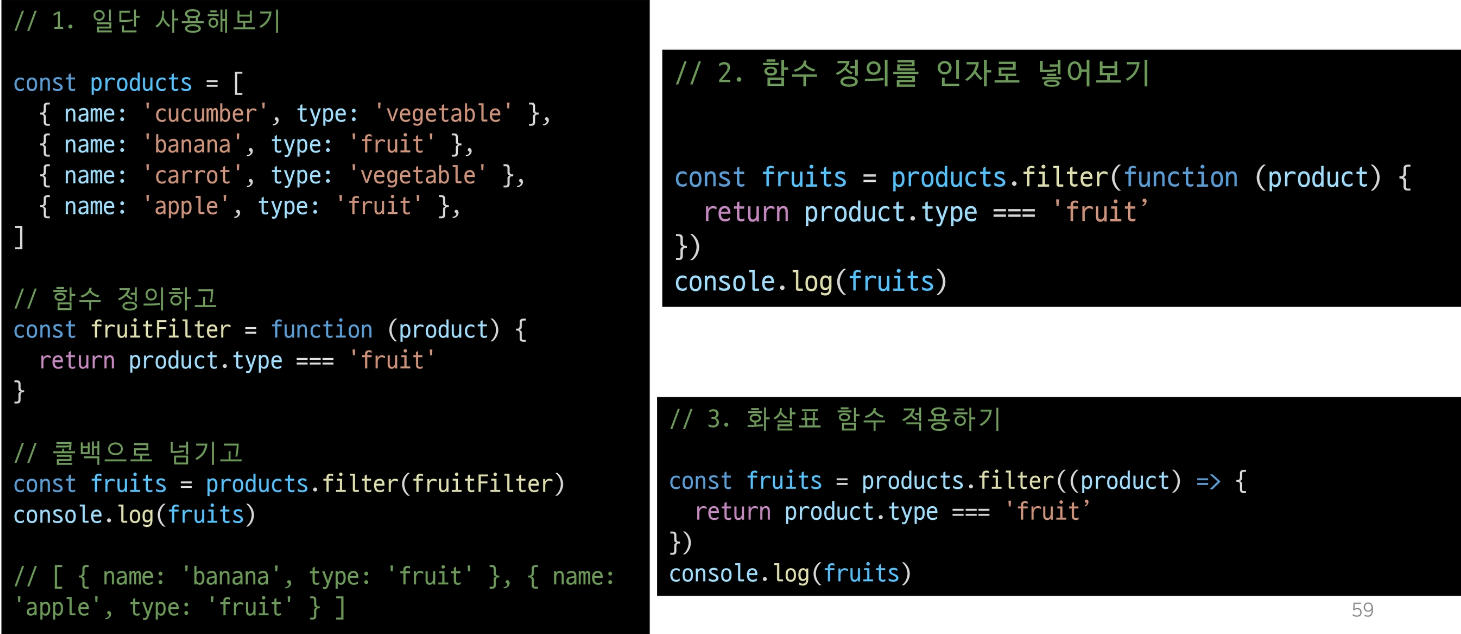 // 1. 일단 사용해보기
const products = [
  { name: 'cucumber', type: 'vegetable' },
  { name: 'banana', type: 'fruit' },
  { name: 'carrot', type: 'vegetable' },
  { name: 'apple', type: 'fruit' },
]
// 함수 정의하고
const fruitFilter = function (product) {
  return product.type === 'fruit'
}
// 콜백으로 넘기고
const fruits = products.filter(fruitFilter)
console.log(fruits)
// [ { name: 'banana', type: 'fruit' }, { name:
'apple', type: 'fruit' } ]
// 2. 함수 정의를 인자로 넣어보기
const fruits = products.filter(function (product) {
  return product.type === 'fruit’
})
console.log(fruits)
// 3. 화살표 함수 적용하기
const fruits = products.filter((product) => {
  return product.type === 'fruit’
})
console.log(fruits)
59